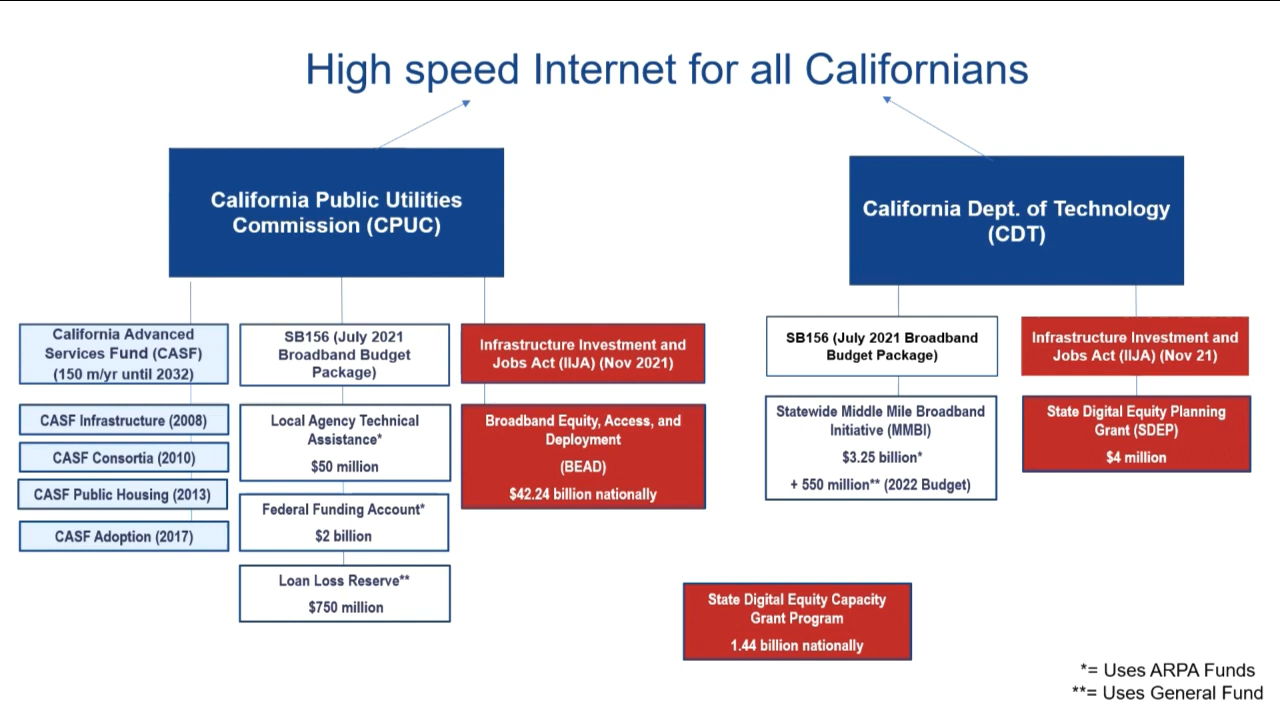 High speed Internet for all Californians
California Public Utilities
Commission (CPUC)
California Dept. of Technology
(CDT)
California Advanced
Services Fund (CASF)
(150 m/yr until 2032)
CASF Infrastructure (2008)
CASF Consortia (2010)
CASF Public Housing (2013)
CASF Adoption (2017)
SB156 (July 2021
Broadband Budget
Package)
Local Agency Technical
Assistance*
$50 million
Federal Funding Account*
$2 billion
Loan Loss Reserve**
$750 million
Infrastructure Investment and
Jobs Act (IIJA) (Nov 2021)
Broadband Equity, Access, and
Deployment
(BEAD)
$42.24 billion nationally
SB156 (July 2021 Broadband
Budget Package)
Statewide Middle Mile Broadband
Initiative (MMBI)
$3.25 billion*
+ 550 million** (2022 Budget)
Infrastructure Investment and
Jobs Act (IIJA) (Nov 21)
State Digital Equity Planning
Grant (SDEP)
$4 million
State Digital Equity Capacity
Grant Program
1.44 billion nationally
*= Uses ARPA Funds
**= Uses General Fund